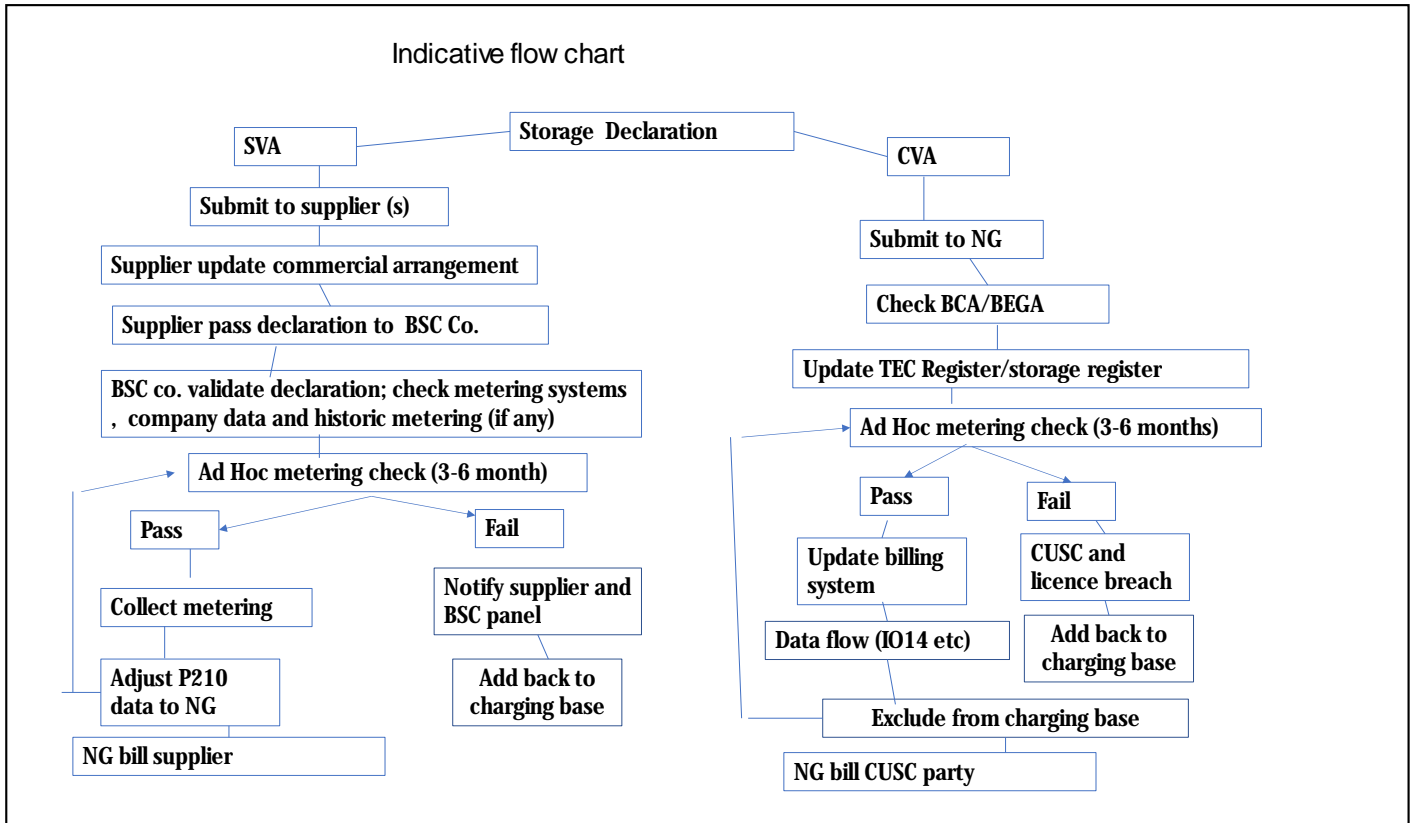 Indicative flow chart
Storage Declaration
SVA
CVA
Submit to supplier (s)
Submit to NG
Supplier update commercial arrangement
Check BCA/BEGA
Supplier pass declaration to BSC Co.
Update TEC Register/storage register
BSC co. validate declaration; check metering systems
, company data and historic metering (if any)
Ad Hoc metering check (3-6 months)
Ad Hoc metering check (3-6 month)
Pass
Fail
Pass
Fail
Update billing
system
CUSC and
licence breach
Notify supplier and
BSC panel
Collect metering
Data flow (IO14 etc)
Add back to
charging base
Adjust P210
data to NG
Add back to
charging base
Exclude from charging base
NG bill supplier
NG bill CUSC party